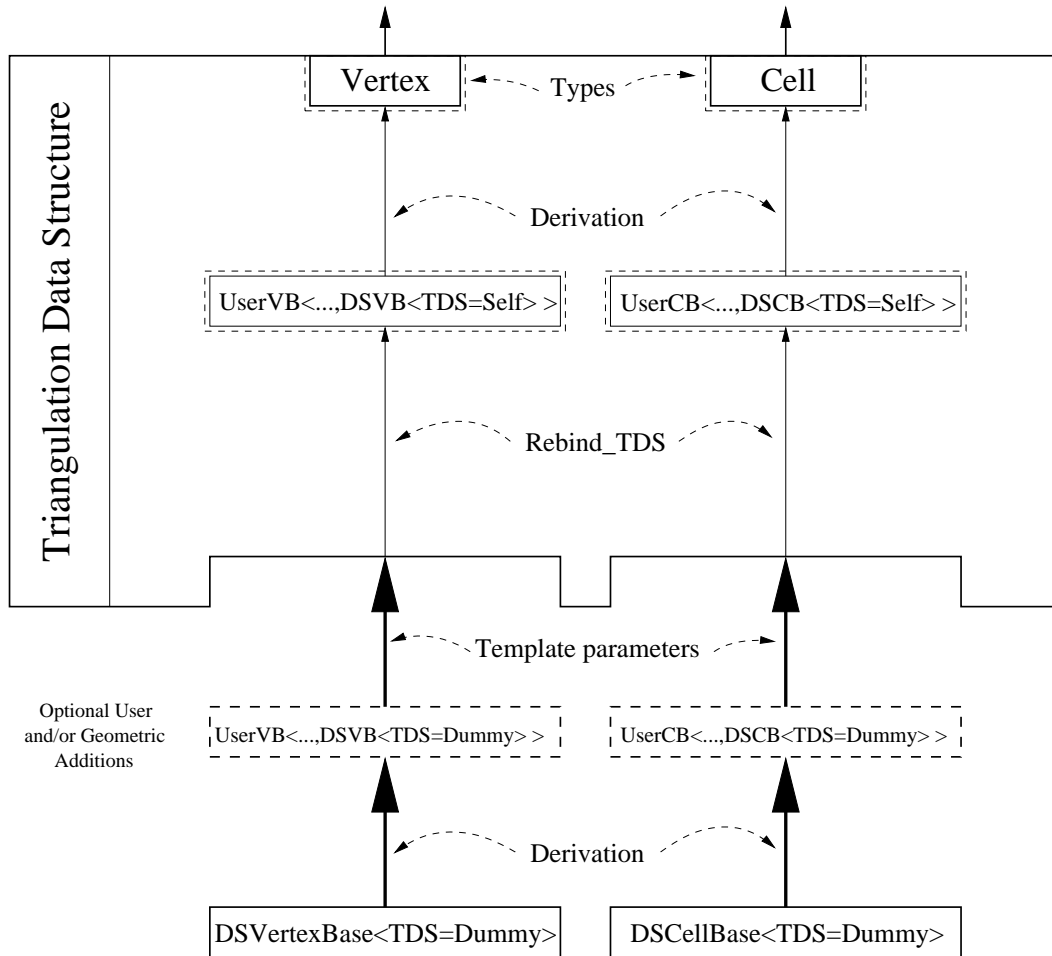 Vertex
Types
Cell
Triangulation Data Structure
Derivation
UserVB<...,DSVB<TDS=Self> >
UserCB<...,DSCB<TDS=Self> >
Rebind_TDS
Template parameters
Optional User
and/or Geometric
Additions
UserVB<...,DSVB<TDS=Dummy> >
UserCB<...,DSCB<TDS=Dummy> >
Derivation
DSVertexBase<TDS=Dummy>
DSCellBase<TDS=Dummy>